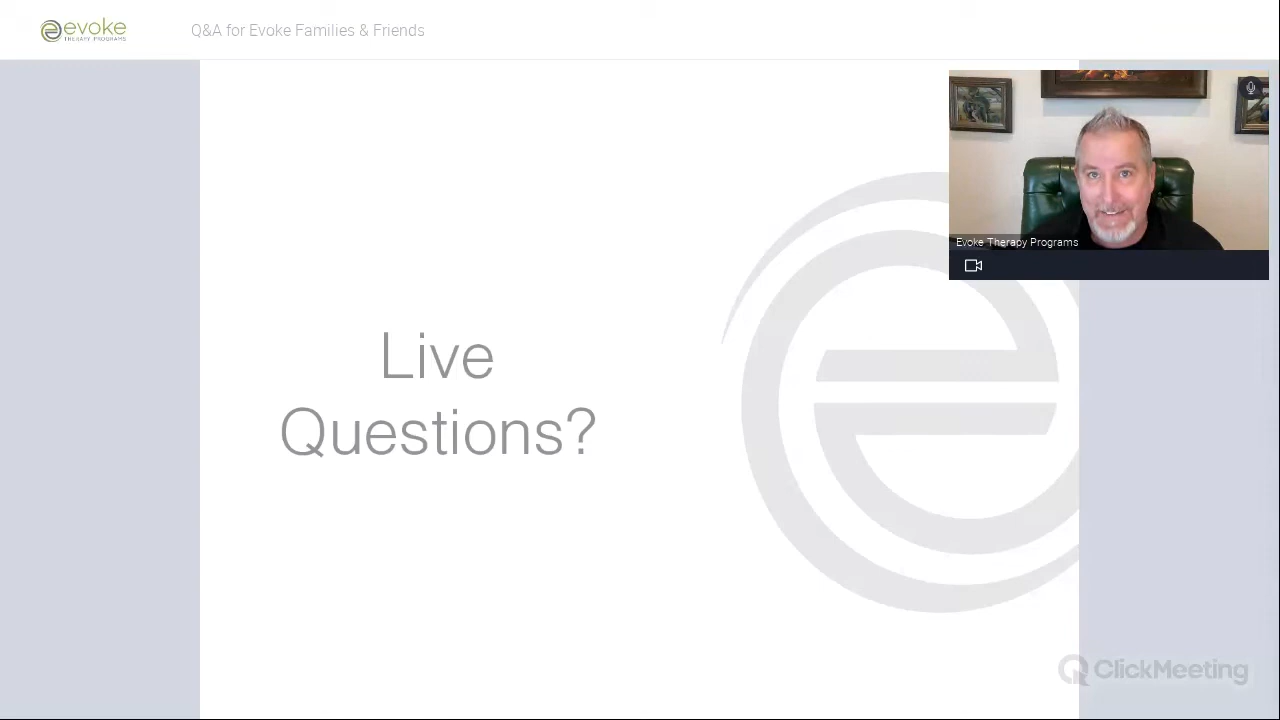 evoke
THERAPY PROGRAMS
Q&A for Evoke Families & Friends
Evoke Therapy Programs
Live
Questions?
ClickMeeting